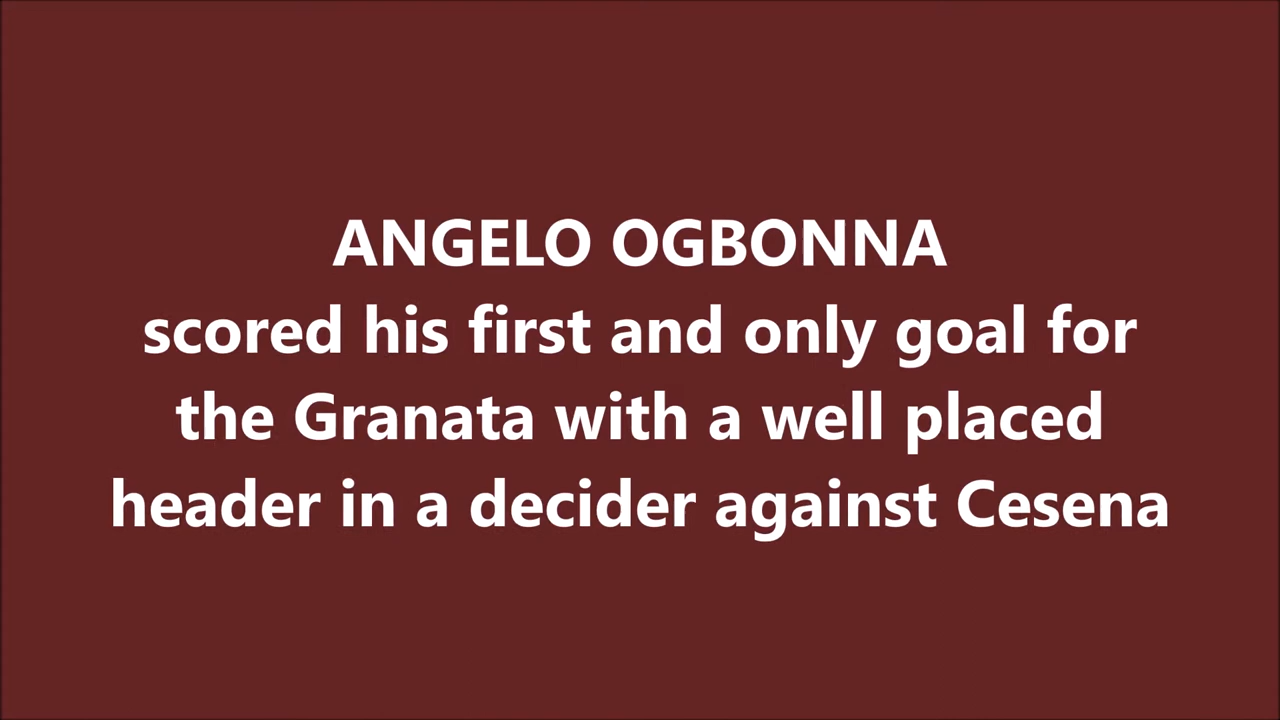 ANGELO OGBONNA
scored his first and only goal for
the Granata with a well placed
header in a decider against Cesena